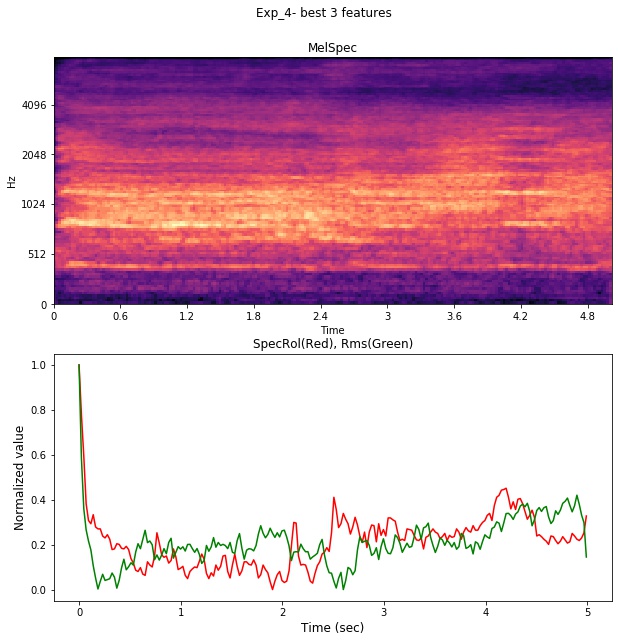 Exp_4- best 3 features
MelSpec
4096
2048
1024
512
0
Hz
0 0.6 1.2 1.8 2.4 3 3.6 4.2 4.8
Time
SpecRol(Red), Rms(Green)
1.0
0.8
0.6
0.4
0.2
0.0
Normalized value
0 1 2 3 4 5
Time (sec)